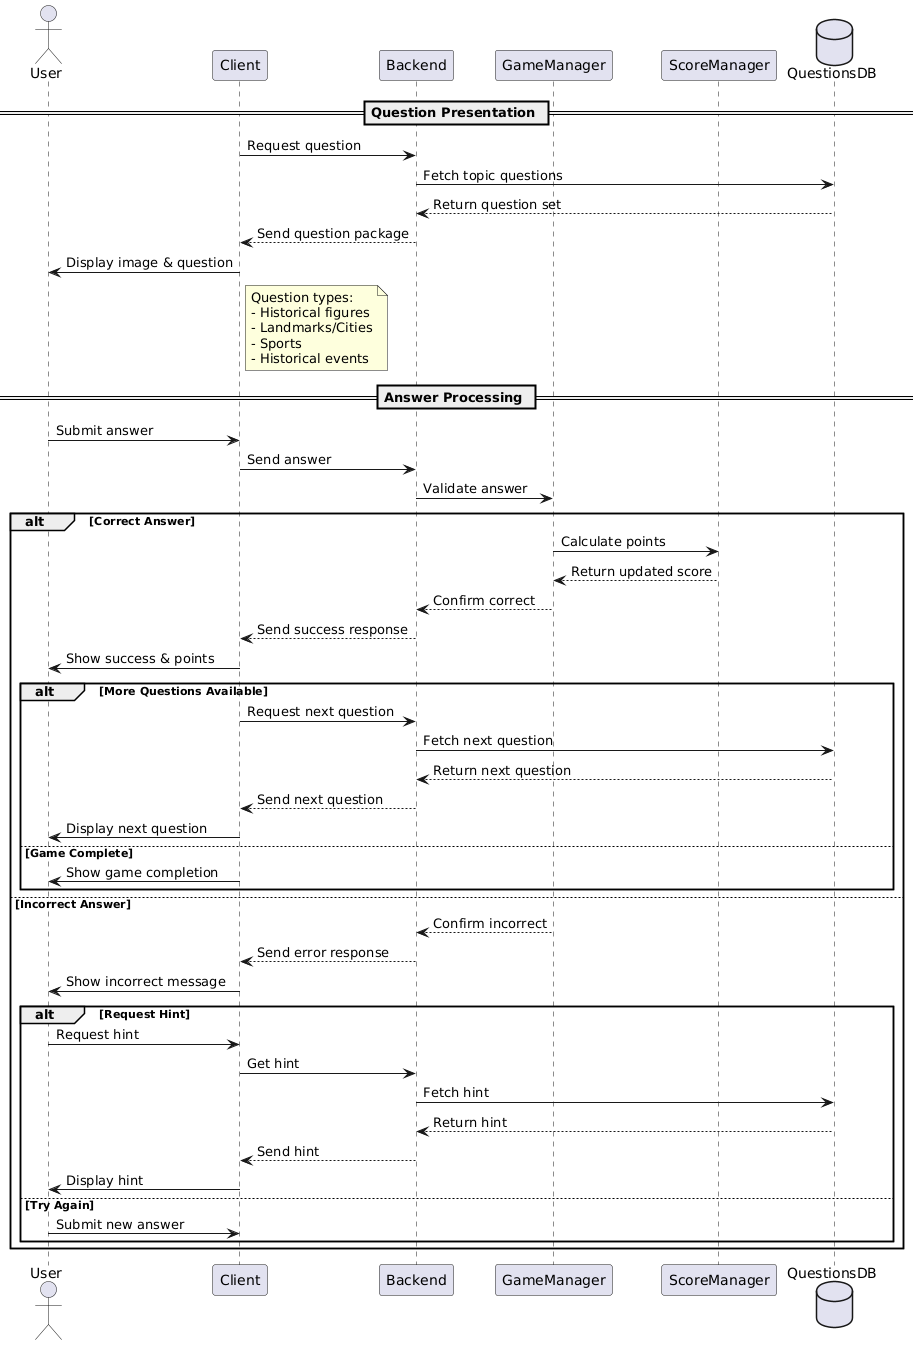 User
Client
Backend
GameManager
ScoreManager
QuestionsDB
Question Presentation
Request question
Fetch topic questions
Return question set
Send question package
Display image & question
Question types:
- Historical figures
- Landmarks/Cities
- Sports
- Historical events
Answer Processing
Submit answer
Send answer
Validate answer
alt [Correct Answer]
Calculate points
Return updated score
Confirm correct
Send success response
Show success & points
alt [More Questions Available]
Request next question
Fetch next question
Return next question
Send next question
Display next question
[Game Complete]
Show game completion
[Incorrect Answer]
Confirm incorrect
Send error response
Show incorrect message
alt [Request Hint]
Request hint
Get hint
Fetch hint
Return hint
Send hint
Display hint
[Try Again]
Submit new answer
User
Client
Backend
GameManager
ScoreManager
QuestionsDB